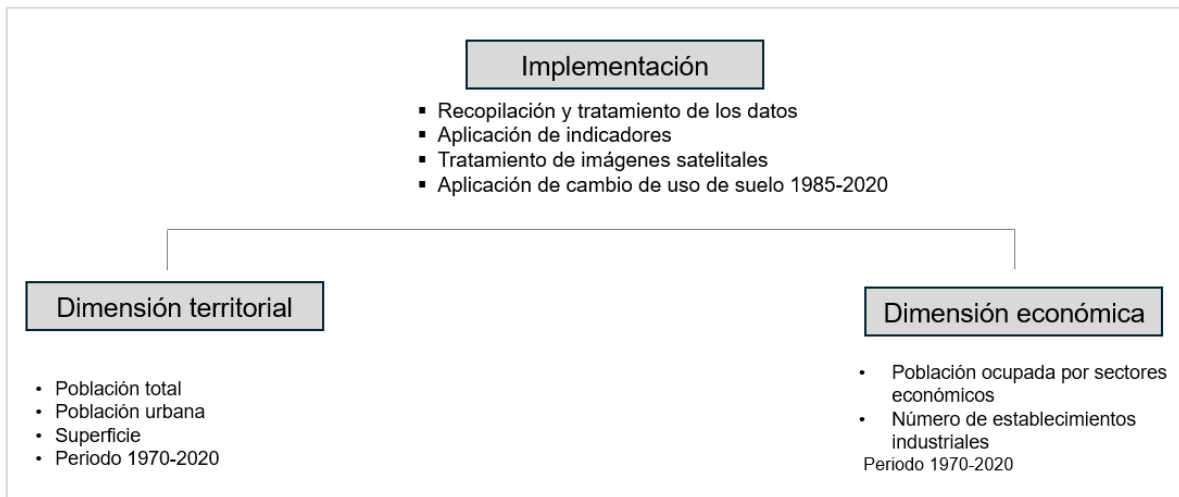 Implementación
▪ Recopilación y tratamiento de los datos
▪ Aplicación de indicadores
▪ Tratamiento de imágenes satelitales
▪ Aplicación de cambio de uso de suelo 1985-2020
Dimensión territorial
• Población total
• Población urbana
• Superficie
• Periodo 1970-2020
Dimensión económica
• Población ocupada por sectores
económicos
• Número de establecimientos
industriales
Periodo 1970-2020